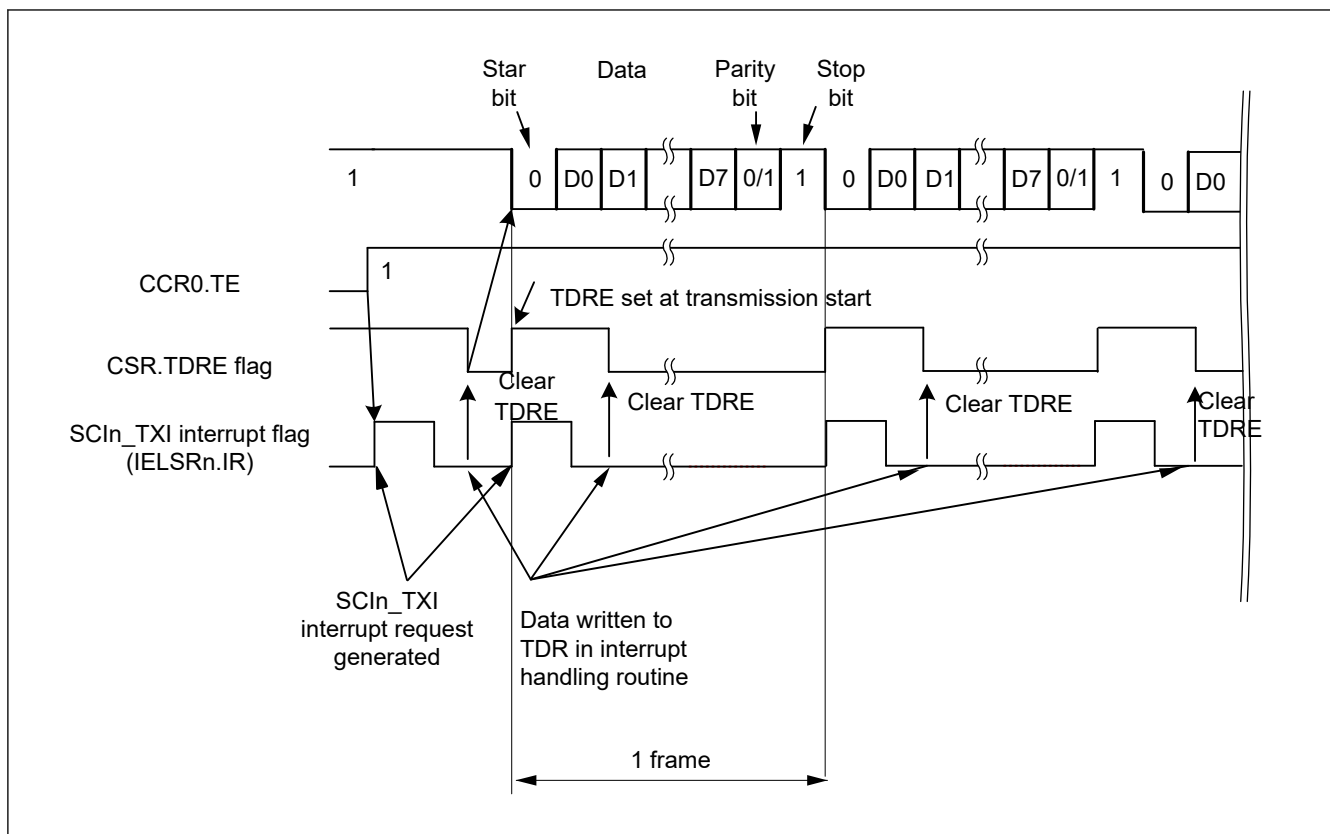 Star
bit
Data
Parity
bit
Stop
bit
1
0 D0 D1 D7 0/1 1 0 D0 D1 D7 0/1 1 0 D0
CCR0.TE
1
TDRE set at transmission start
CSR.TDRE flag
Clear
TDRE
Clear TDRE
Clear TDRE
Clear
TDRE
SCIn_TXI interrupt flag
(IELSRn.IR)
SCIn_TXI
interrupt request
generated
Data written to
TDR in interrupt
handling routine
1 frame